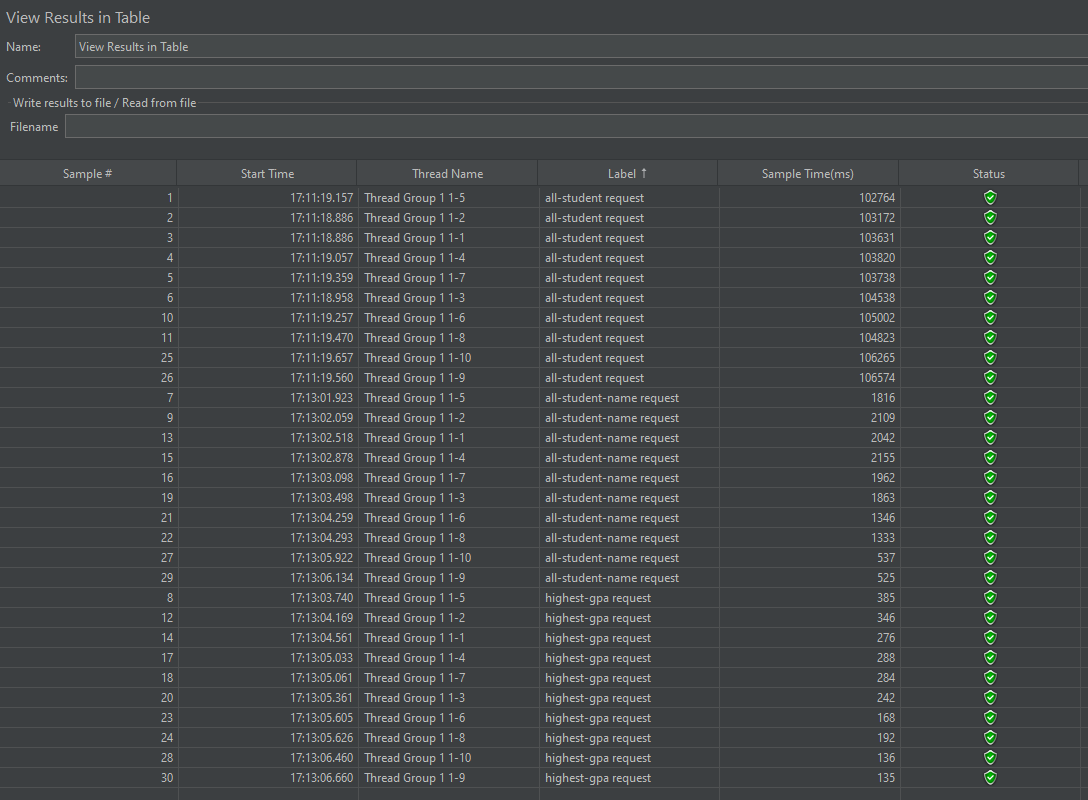 View Results in Table
Name: View Results in Table
Comments:
Write results to file / Read from file
Filename
Sample # Start Time Thread Name Label ↑ Sample Time(ms) Status
1 17:11:19.157 Thread Group 1 1-5 all-student request 102764
2 17:11:18.886 Thread Group 1 1-2 all-student request 103172
3 17:11:18.886 Thread Group 1 1-1 all-student request 103631
4 17:11:19.057 Thread Group 1 1-4 all-student request 103820
5 17:11:19.359 Thread Group 1 1-7 all-student request 103738
6 17:11:18.958 Thread Group 1 1-3 all-student request 104538
10 17:11:19.257 Thread Group 1 1-6 all-student request 105002
11 17:11:19.470 Thread Group 1 1-8 all-student request 104823
25 17:11:19.657 Thread Group 1 1-10 all-student request 106265
26 17:11:19.560 Thread Group 1 1-9 all-student request 106574
7 17:13:01.923 Thread Group 1 1-5 all-student-name request 1816
9 17:13:02.059 Thread Group 1 1-2 all-student-name request 2109
13 17:13:02.518 Thread Group 1 1-1 all-student-name request 2042
15 17:13:02.878 Thread Group 1 1-4 all-student-name request 2155
16 17:13:03.098 Thread Group 1 1-7 all-student-name request 1962
19 17:13:03.498 Thread Group 1 1-3 all-student-name request 1863
21 17:13:04.259 Thread Group 1 1-6 all-student-name request 1346
22 17:13:04.293 Thread Group 1 1-8 all-student-name request 1333
27 17:13:05.922 Thread Group 1 1-10 all-student-name request 537
29 17:13:06.134 Thread Group 1 1-9 all-student-name request 525
8 17:13:03.740 Thread Group 1 1-5 highest-gpa request 385
12 17:13:04.169 Thread Group 1 1-2 highest-gpa request 346
14 17:13:04.561 Thread Group 1 1-1 highest-gpa request 276
17 17:13:05.033 Thread Group 1 1-4 highest-gpa request 288
18 17:13:05.061 Thread Group 1 1-7 highest-gpa request 284
20 17:13:05.361 Thread Group 1 1-3 highest-gpa request 242
23 17:13:05.605 Thread Group 1 1-6 highest-gpa request 168
24 17:13:05.626 Thread Group 1 1-8 highest-gpa request 192
28 17:13:06.460 Thread Group 1 1-10 highest-gpa request 136
30 17:13:06.660 Thread Group 1 1-9 highest-gpa request 135